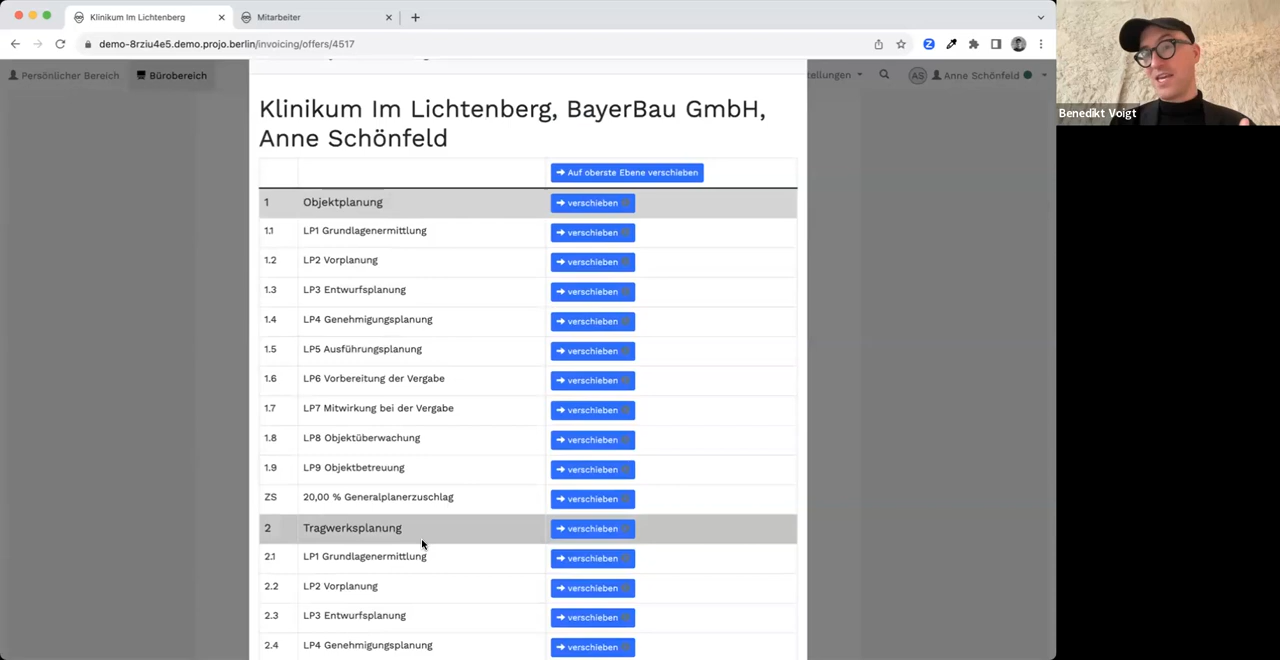 Klinikum Im Lichtenberg
Mitarbeiter
demo-8rziu4e5.demo.projo.berlin/invoicing/offers/4517
Persönlicher Bereich
Bürobereich
tellungen
AS
Anne Schönfeld
Benedikt Voigt
Klinikum Im Lichtenberg, BayerBau GmbH,
Anne Schönfeld
→ Auf oberste Ebene verschieben
1 Objektplanung → verschieben
1.1 LP1 Grundlagenermittlung → verschieben
1.2 LP2 Vorplanung → verschieben
1.3 LP3 Entwurfsplanung → verschieben
1.4 LP4 Genehmigungsplanung → verschieben
1.5 LP5 Ausführungsplanung → verschieben
1.6 LP6 Vorbereitung der Vergabe → verschieben
1.7 LP7 Mitwirkung bei der Vergabe → verschieben
1.8 LP8 Objektüberwachung → verschieben
1.9 LP9 Objektbetreuung → verschieben
ZS 20,00 % Generalplanerzuschlag → verschieben
2 Tragwerksplanung → verschieben
2.1 LP1 Grundlagenermittlung → verschieben
2.2 LP2 Vorplanung → verschieben
2.3 LP3 Entwurfsplanung → verschieben
2.4 LP4 Genehmigungsplanung → verschieben